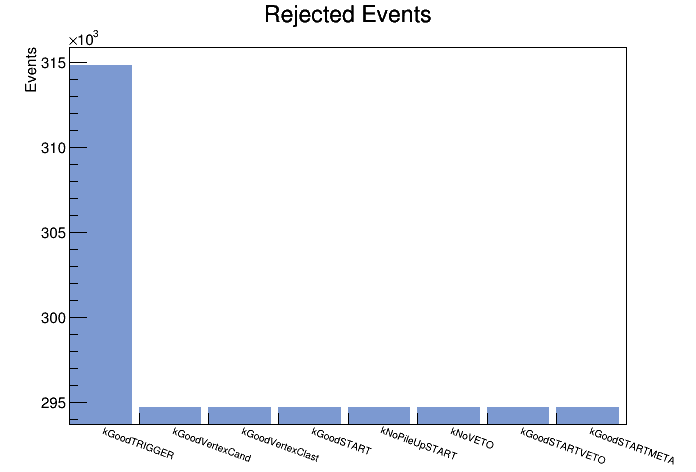 Rejected Events
×10³
Events
315
310
305
300
295
kGoodTRIGGER
kGoodVertexCand
kGoodVertexClast
kGoodSTART
kNoPileUpSTART
kNoVETO
kGoodSTARTVETO
kGoodSTARTMETA